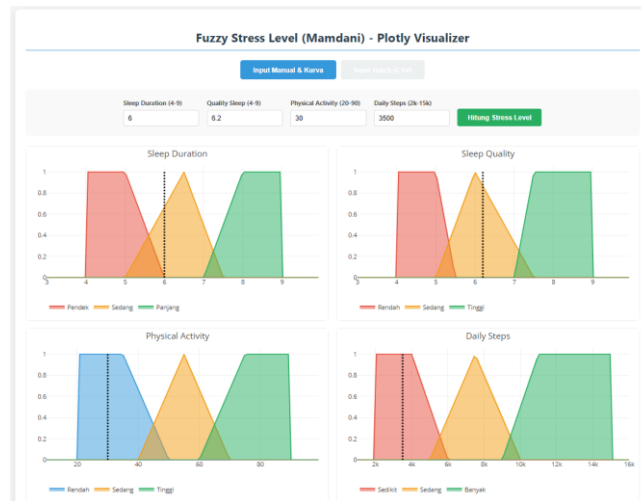 Fuzzy Stress Level (Mamdani) - Plotly Visualizer
Input Manual & Kurva
Sleep Duration (4-9) Quality Sleep (4-9) Physical Activity (20-90) Daily Steps (2k-15k)
6 6.2 30 3500 Hitung Stress Level
Sleep Duration Sleep Quality
1 1
0.8 0.8
0.6 0.6
0.4 0.4
0.2 0.2
0 0
3 4 5 6 7 8 9 3 4 5 6 7 8 9
Pendek Sedang Panjang Rendah Sedang Tinggi
Physical Activity Daily Steps
1 1
0.8 0.8
0.6 0.6
0.4 0.4
0.2 0.2
0 0
20 40 60 80 2k 4k 6k 8k 10k 12k 14k 16k
Rendah Sedang Tinggi Sedikit Sedang Banyak